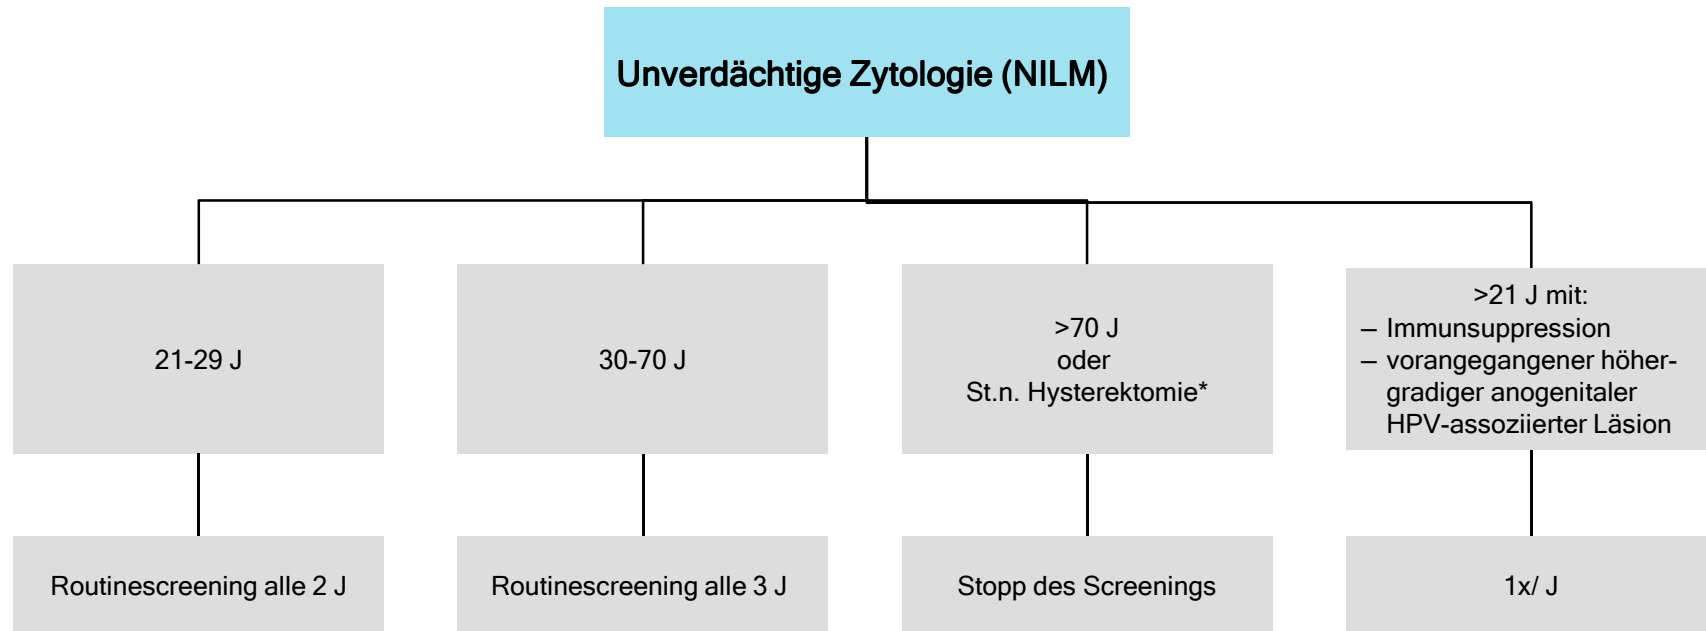 Unverdächtige Zytologie (NILM)
21-29 J
30-70 J
>70 J
oder
St.n. Hysterektomie*
>21 J mit:
– Immunsuppression
– vorangegangener höher-
gradiger anogenitaler
HPV-assoziierter Läsion
Routinescreening alle 2 J
Routinescreening alle 3 J
Stopp des Screenings
1x/ J